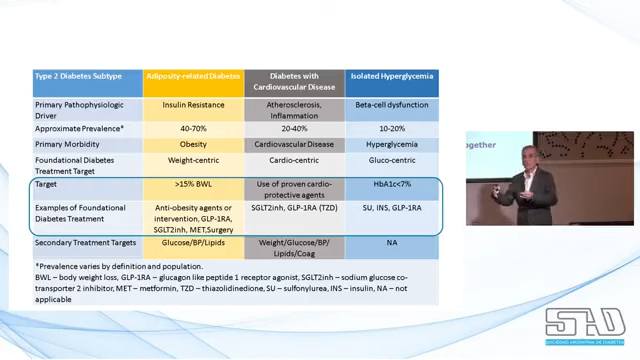 Type 2 Diabetes Subtype
Adiposity-related Diabetes
Diabetes with
Cardiovascular Disease
Isolated Hyperglycemia
Primary Pathophysiologic
Driver
Insulin Resistance
Atherosclerosis,
Inflammation
Beta-cell dysfunction
Approximate Prevalence*
40-70%
20-40%
10-20%
Primary Morbidity
Obesity
Cardiovascular Disease
Hyperglycemia
Foundational Diabetes
Treatment Target
Weight-centric
Cardio-centric
Gluco-centric
Target
>15% BWL
Use of proven cardio-
protective agents
HbA1c<7%
Examples of Foundational
Diabetes Treatment
Anti-obesity agents or
intervention, GLP-1RA,
SGLT2inh, MET,Surgery
SGLT2inh, GLP-1RA (TZD)
SU, INS, GLP-1RA
Secondary Treatment Targets
Glucose/BP/Lipids
Weight/Glucose/BP/
Lipids/Coag
NA
*Prevalence varies by definition and population.
BWL – body weight loss, GLP-1RA – glucagon like peptide 1 receptor agonist, SGLT2inh – sodium glucose co-
transporter 2 inhibitor, MET – metformin, TZD – thiazolidinedione, SU – sulfonylurea, INS – insulin, NA – not
applicable
ogether
SAD
SOCIEDAD ARGENTINA DE DIABETES